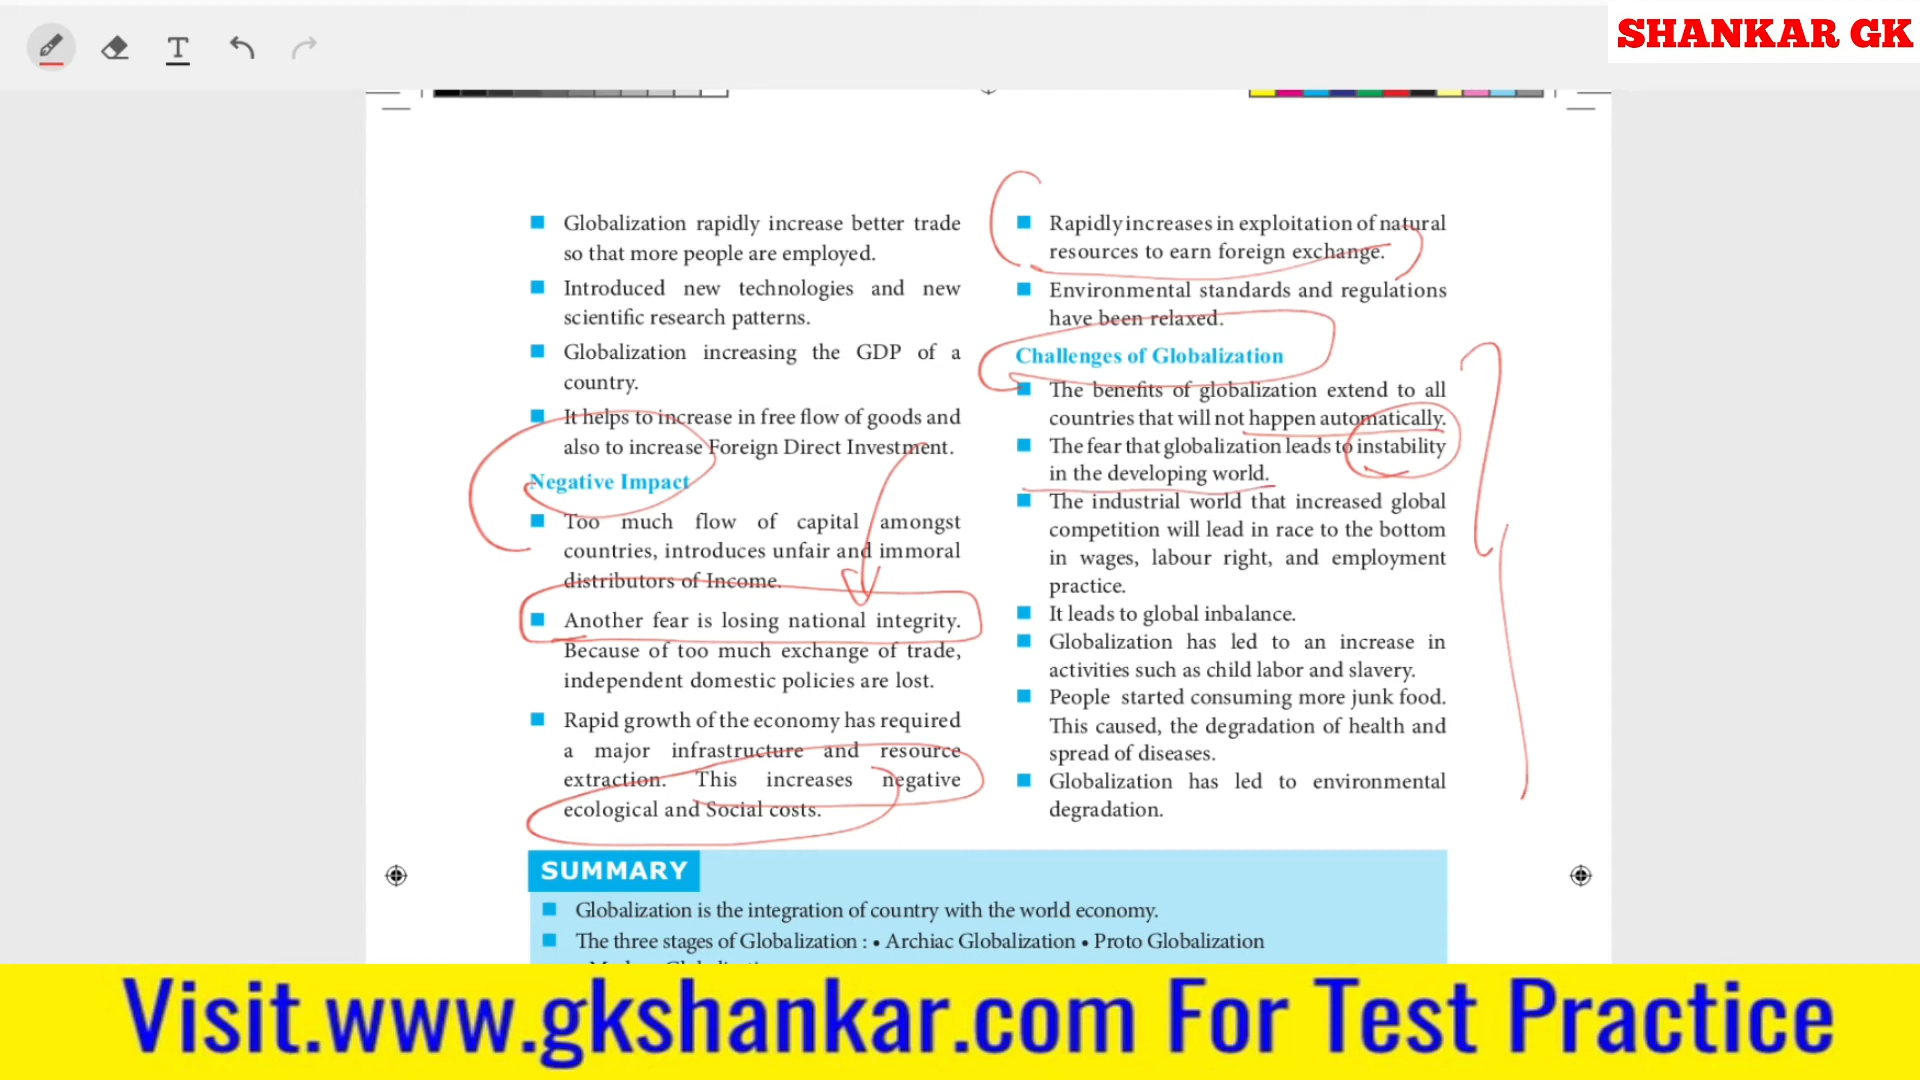 SHANKAR GK
T
Globalization rapidly increase better trade
so that more people are employed.
Introduced new technologies and new
scientific research patterns.
Globalization increasing the GDP of a
country.
It helps to increase in free flow of goods and
also to increase Foreign Direct Investment.
Negative Impact
Too much flow of capital amongst
countries, introduces unfair and immoral
distributors of Income.
Another fear is losing national integrity.
Because of too much exchange of trade,
independent domestic policies are lost.
Rapid growth of the economy has required
a major infrastructure and resource
extraction. This increases negative
ecological and Social costs.
Rapidly increases in exploitation of natural
resources to earn foreign exchange.
Environmental standards and regulations
have been relaxed.
Challenges of Globalization
The benefits of globalization extend to all
countries that will not happen automatically.
The fear that globalization leads to instability
in the developing world.
The industrial world that increased global
competition will lead in race to the bottom
in wages, labour right, and employment
practice.
It leads to global inbalance.
Globalization has led to an increase in
activities such as child labor and slavery.
People started consuming more junk food.
This caused, the degradation of health and
spread of diseases.
Globalization has led to environmental
degradation.
SUMMARY
Globalization is the integration of country with the world economy.
The three stages of Globalization : • Archiac Globalization • Proto Globalization
Visit.www.gkshankar.com For Test Practice